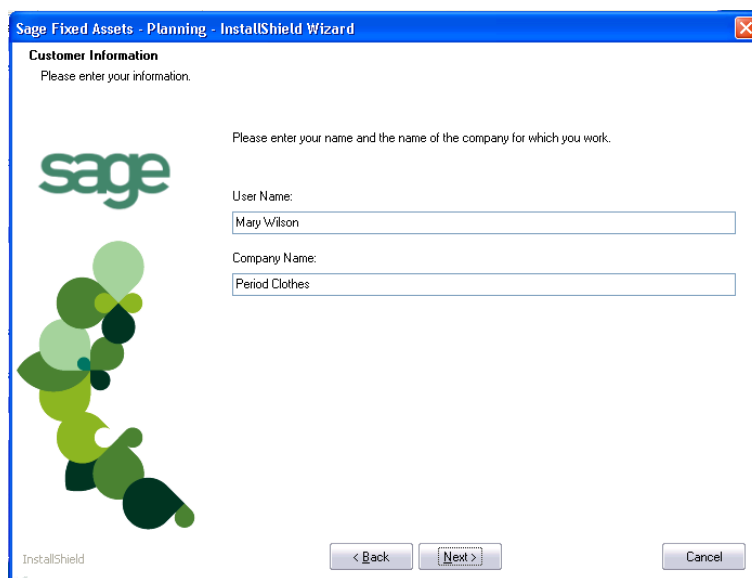 Sage Fixed Assets - Planning - InstallShield Wizard
Customer Information
Please enter your information.
Please enter your name and the name of the company for which you work.
sage
User Name:
Mary Wilson
Company Name:
Period Clothes
InstallShield
< Back
Next >
Cancel